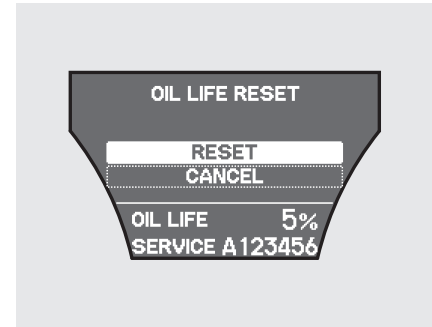 OIL LIFE RESET
RESET
CANCEL
OIL LIFE 5%
SERVICE A123456